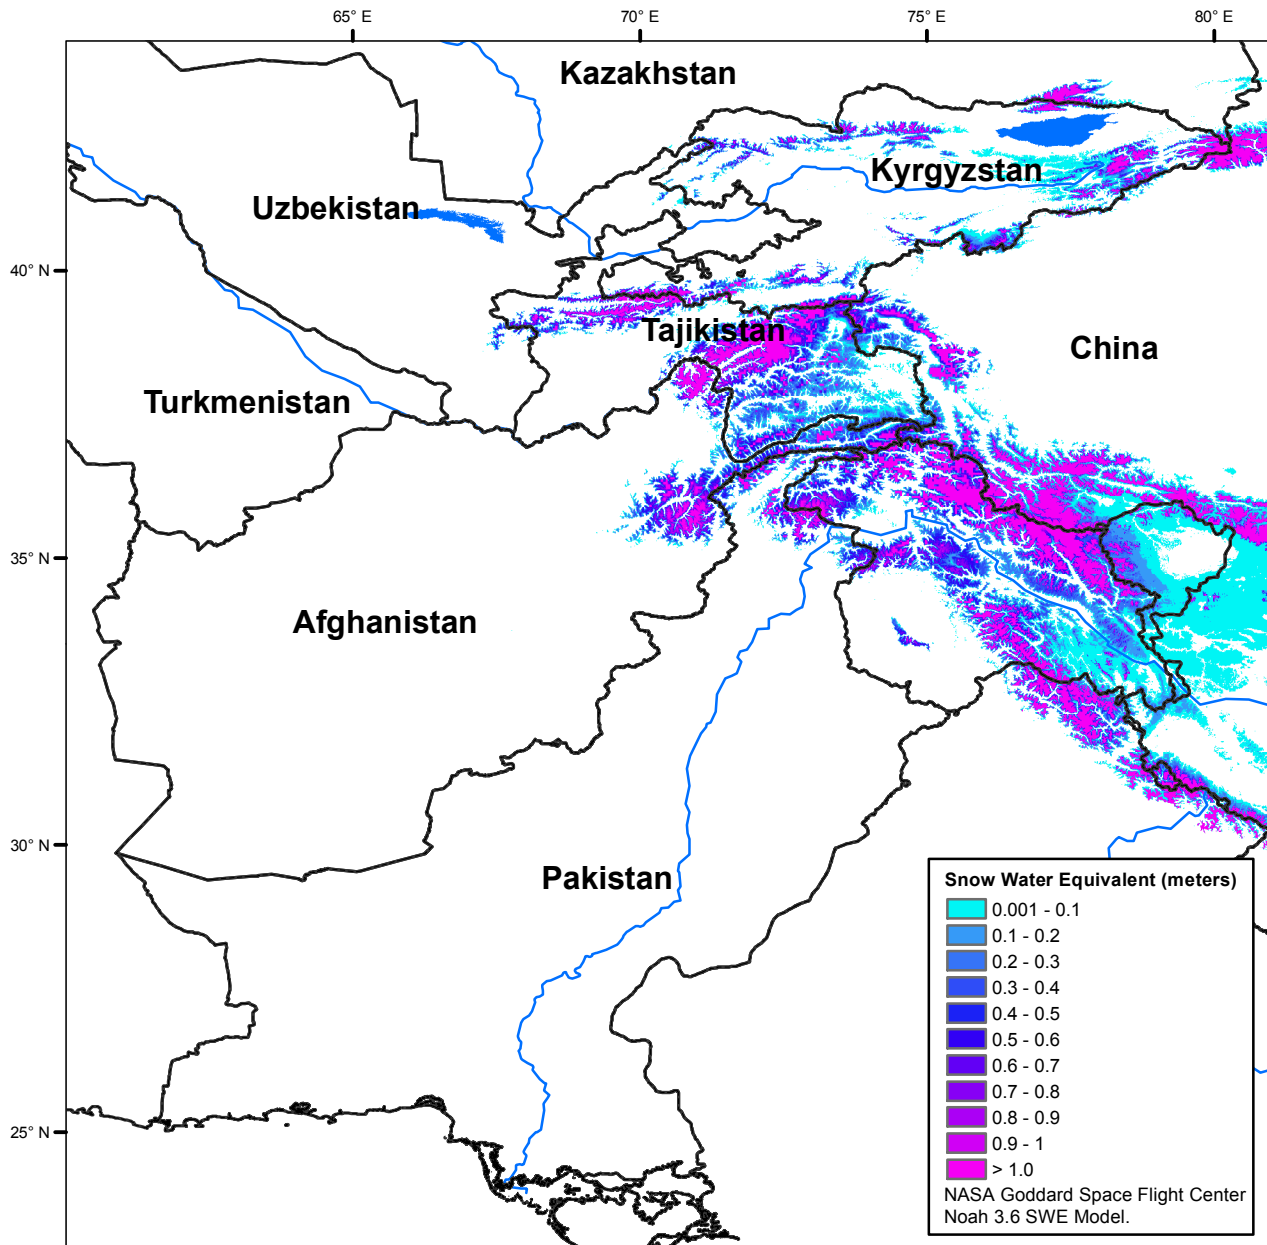 65° E
70° E
75° E
80° E
Kazakhstan
Kyrgyzstan
Uzbekistan
40° N
Tajikistan
China
Turkmenistan
35° N
Afghanistan
30° N
Pakistan
25° N
Snow Water Equivalent (meters)
0.001 - 0.1
0.1 - 0.2
0.2 - 0.3
0.3 - 0.4
0.4 - 0.5
0.5 - 0.6
0.6 - 0.7
0.7 - 0.8
0.8 - 0.9
0.9 - 1
> 1.0
NASA Goddard Space Flight Center
Noah 3.6 SWE Model.